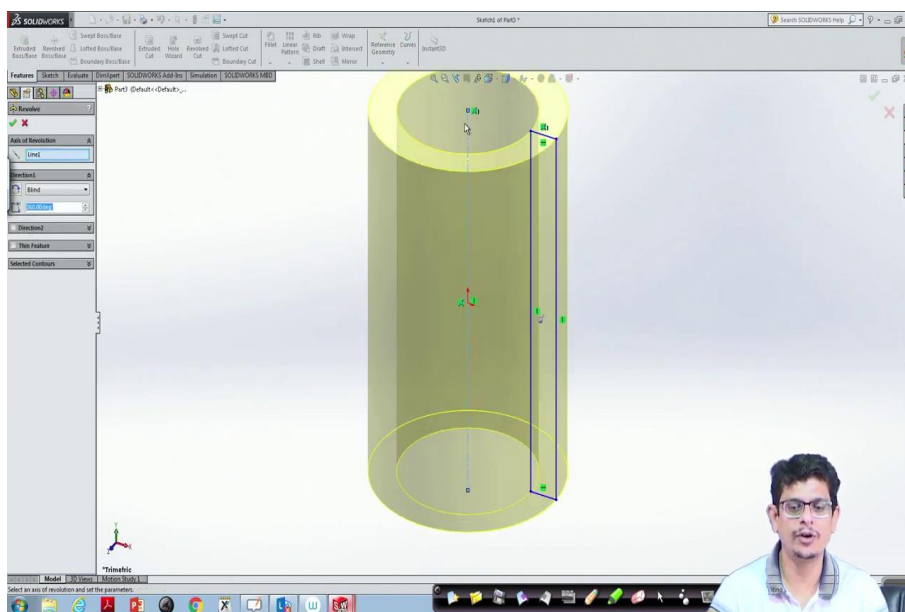 SOLIDWORKS
Sketch1 of Part3 *
Search SOLIDWORKS Help
Extruded Boss/Base
Revolved Boss/Base
Swept Boss/Base
Lofted Boss/Base
Boundary Boss/Base
Extruded Cut
Hole Wizard
Revolved Cut
Swept Cut
Lofted Cut
Boundary Cut
Fillet
Linear Pattern
Rib
Draft
Shell
Wrap
Intersect
Mirror
Reference Geometry
Curves
Instant3D
Features Sketch Evaluate DimXpert SOLIDWORKS Add-Ins Simulation SOLIDWORKS MBD
Part3 (Default<<Default>_...
Revolve
Axis of Revolution
Line1
Direction1
Blind
360.00deg
Direction2
Thin Feature
Selected Contours
Y
*Trimetric
Model 3D Views Motion Study 1
Select an axis of revolution and set the parameters.